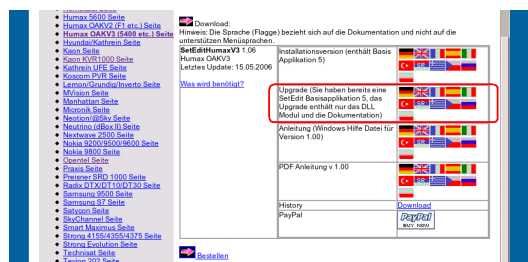 Humax 5600 Seite
Humax OAKV2 (F1 etc.) Seite
Humax OAKV3 (5400 etc.) Seite
Hyundai/Kathrein Seite
Kaon Seite
Kaon KVR1000 Seite
Kathrein UFE Seite
Koscom PVR Seite
Lemon/Grundig/Inverto Seite
MVision Seite
Manhattan Seite
Micronik Seite
Neotion/@Sky Seite
Neutrino (dBox II) Seite
Nextwave 2500 Seite
Nokia 9200/9500/9600 Seite
Nokia 9800 Seite
Opentel Seite
Praxis Seite
Preisner SRD 1000 Seite
Radix DTX/DT10/DT30 Seite
Samsung 9500 Seite
Samsung S7 Seite
Satycon Seite
SkyChannel Seite
Smart Maximus Seite
Strong 4155/4355/4375 Seite
Strong Evolution Seite
Technisat Seite
Tevion 202 Seite
Download:
Hinweis: Die Sprache (Flagge) bezieht sich auf die Dokumentation und nicht auf die
unterstützen Menüsprachen.
SetEditHumaxV3 1.06
Humax OAKV3
Letztes Update: 15.05.2006
Was wird benötigt?
Installationsversion (enthält Basis
Applikation 5)
Upgrade (Sie haben bereits eine
SetEdit Basisapplikation 5, das
Upgrade enthält nur das DLL
Modul und die Dokumentation)
Anleitung (Windows Hilfe Datei für
Version 1.00)
PDF Anleitung v 1.00
History
Download
PayPal
PayPal
BUY NOW
Bestellen